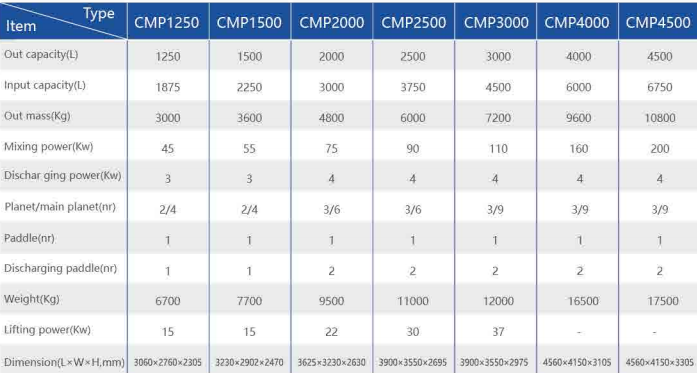 Type
Item CMP1250 CMP1500 CMP2000 CMP2500 CMP3000 CMP4000 CMP4500
Out capacity(L) 1250 1500 2000 2500 3000 4000 4500
Input capacity(L) 1875 2250 3000 3750 4500 6000 6750
Out mass(Kg) 3000 3600 4800 6000 7200 9600 10800
Mixing power(Kw) 45 55 75 90 110 160 200
Dischar ging power(Kw) 3 3 4 4 4 4 4
Planet/main planet(nr) 2/4 2/4 3/6 3/6 3/9 3/9 3/9
Paddle(nr) 1 1 1 1 1 1 1
Discharging paddle(nr) 1 1 2 2 2 2 2
Weight(Kg) 6700 7700 9500 11000 12000 16500 17500
Lifting power(Kw) 15 15 22 30 37 - -
Dimension(L×W×H,mm) 3060×2760×2305 3230×2902×2470 3625×3230×2630 3900×3550×2695 3900×3550×2975 4560×4150×3105 4560×4150×3305